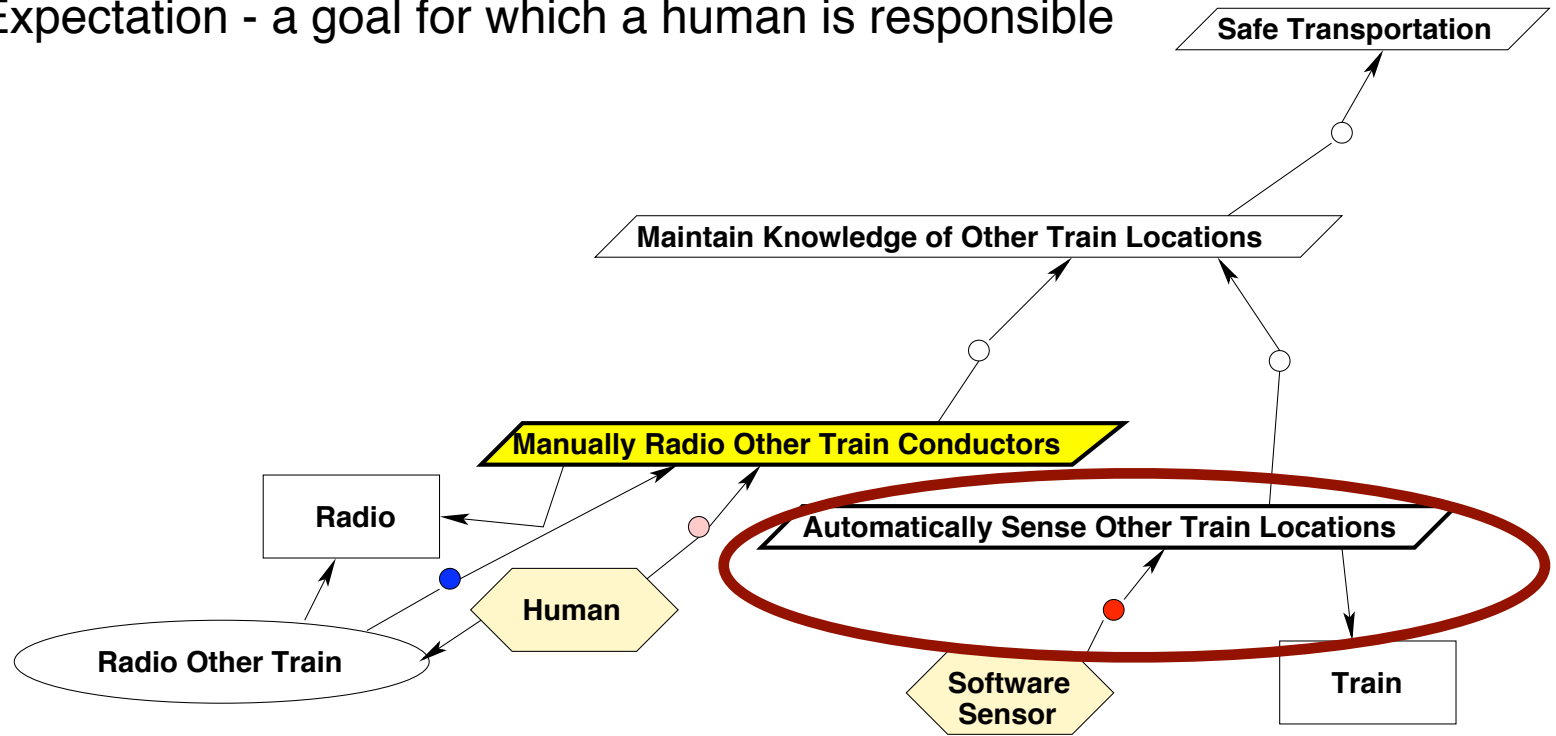 Expectation - a goal for which a human is responsible
Safe Transportation
Maintain Knowledge of Other Train Locations
Manually Radio Other Train Conductors
Radio
Automatically Sense Other Train Locations
Human
Radio Other Train
Software
Sensor
Train